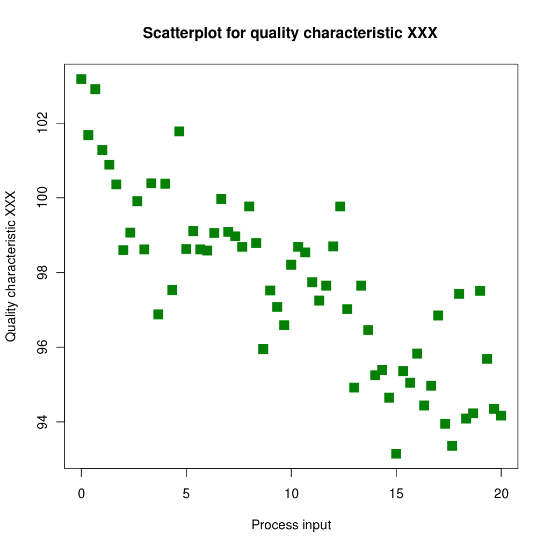 Scatterplot for quality characteristic XXX
Quality characteristic XXX
102
100
98
96
94
0 5 10 15 20
Process input